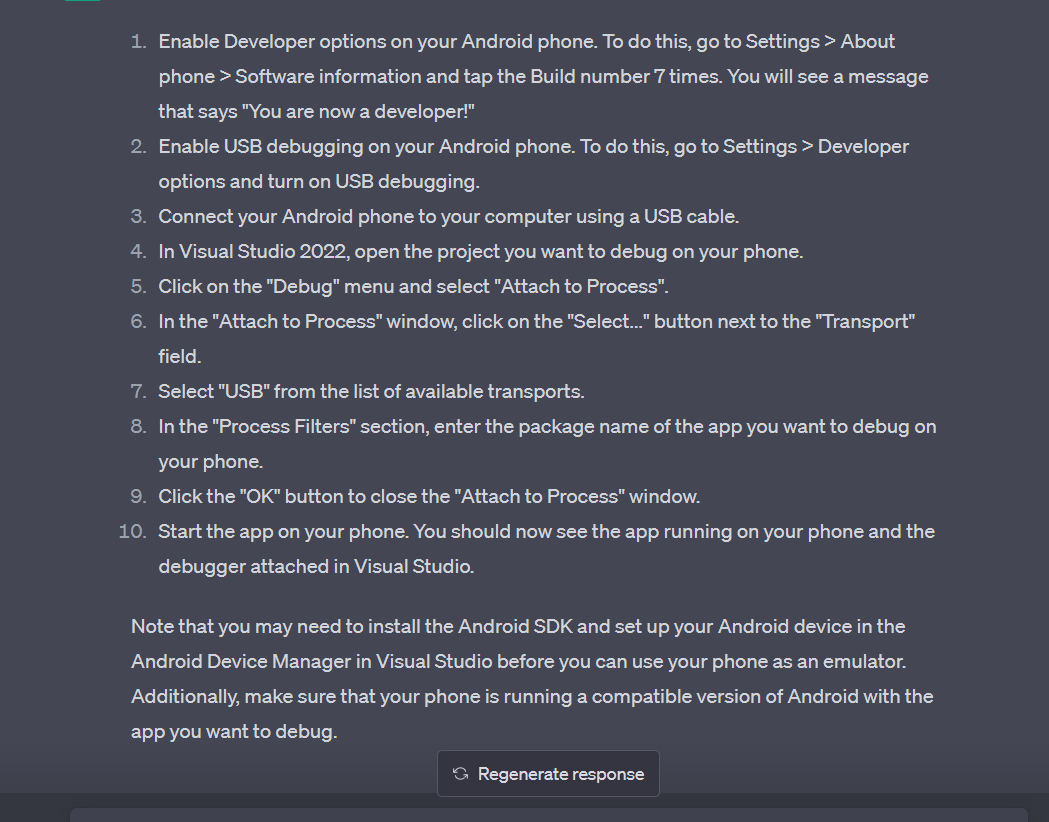 1. Enable Developer options on your Android phone. To do this, go to Settings > About
phone > Software information and tap the Build number 7 times. You will see a message
that says "You are now a developer!"
2. Enable USB debugging on your Android phone. To do this, go to Settings > Developer
options and turn on USB debugging.
3. Connect your Android phone to your computer using a USB cable.
4. In Visual Studio 2022, open the project you want to debug on your phone.
5. Click on the "Debug" menu and select "Attach to Process".
6. In the "Attach to Process" window, click on the "Select..." button next to the "Transport"
field.
7. Select "USB" from the list of available transports.
8. In the "Process Filters" section, enter the package name of the app you want to debug on
your phone.
9. Click the "OK" button to close the "Attach to Process" window.
10. Start the app on your phone. You should now see the app running on your phone and the
debugger attached in Visual Studio.
Note that you may need to install the Android SDK and set up your Android device in the
Android Device Manager in Visual Studio before you can use your phone as an emulator.
Additionally, make sure that your phone is running a compatible version of Android with the
app you want to debug.
Regenerate response